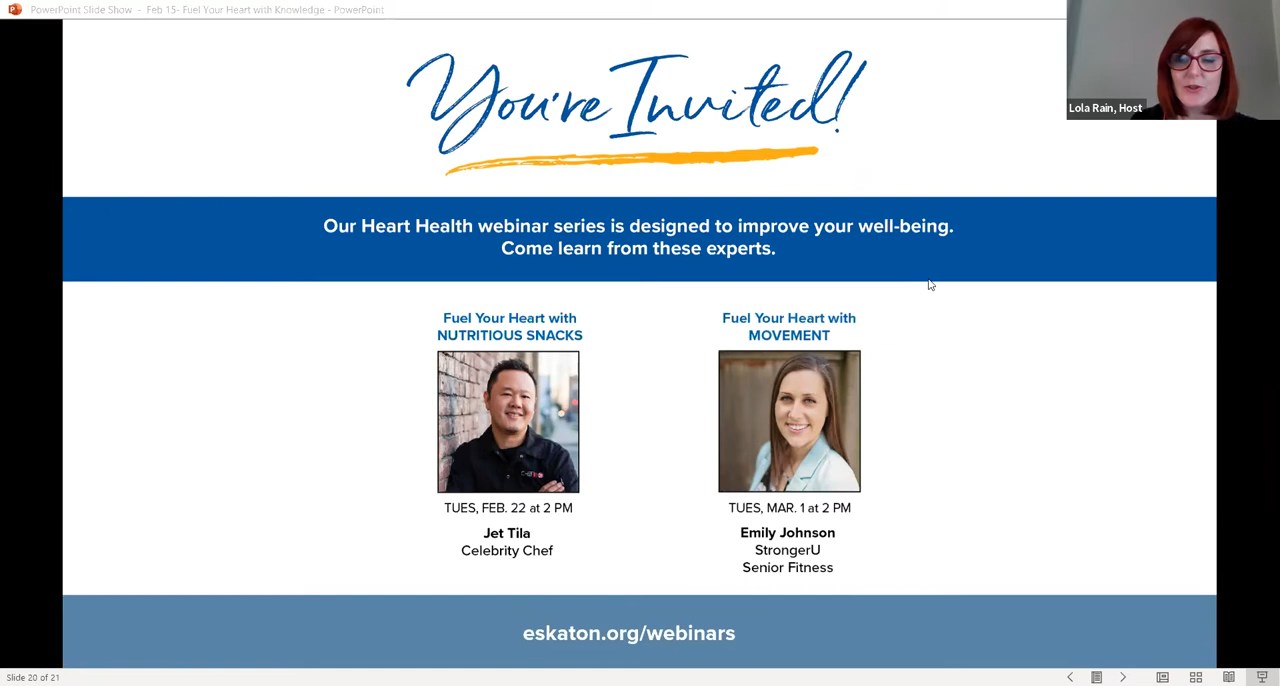 PowerPoint Slide Show - Feb 15- Fuel Your Heart with Knowledge - PowerPoint
Lola Rain, Host
You're Invited!
Our Heart Health webinar series is designed to improve your well-being.
Come learn from these experts.
Fuel Your Heart with
NUTRITIOUS SNACKS
TUES, FEB. 22 at 2 PM
Jet Tila
Celebrity Chef
Fuel Your Heart with
MOVEMENT
TUES, MAR. 1 at 2 PM
Emily Johnson
StrongerU
Senior Fitness
eskaton.org/webinars
Slide 20 of 21